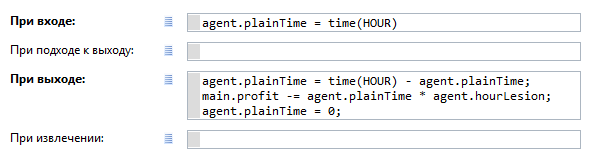 При входе:
agent.plainTime = time(HOUR)
При подходе к выходу:
При выходе:
agent.plainTime = time(HOUR) - agent.plainTime;
main.profit -= agent.plainTime * agent.hourLesion;
agent.plainTime = 0;
При извлечении: